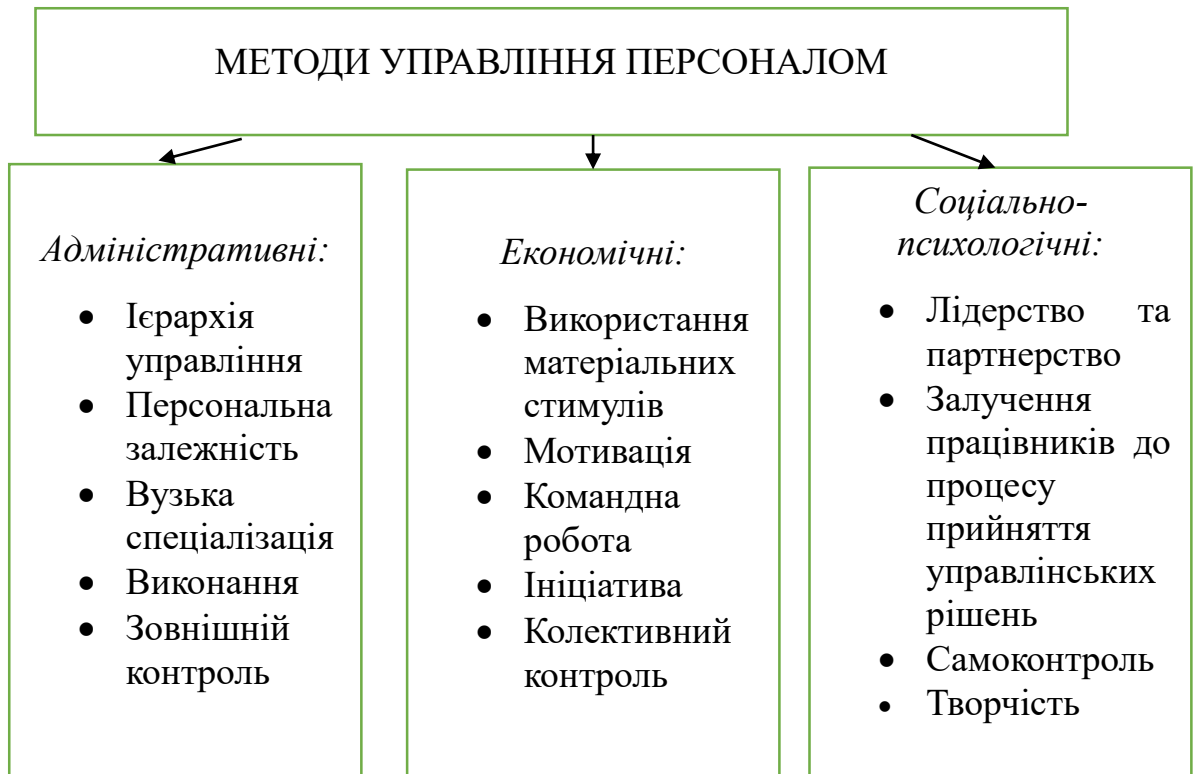 МЕТОДИ УПРАВЛІННЯ ПЕРСОНАЛОМ
Адміністративні:
• Ієрархія
управління
• Персональна
залежність
• Вузька
спеціалізація
• Виконання
• Зовнішній
контроль
Економічні:
• Використання
матеріальних
стимулів
• Мотивація
• Командна
робота
• Ініціатива
• Колективний
контроль
Соціально-
психологічні:
• Лідерство та
партнерство
• Залучення
працівників до
процесу
прийняття
управлінських
рішень
• Самоконтроль
• Творчість